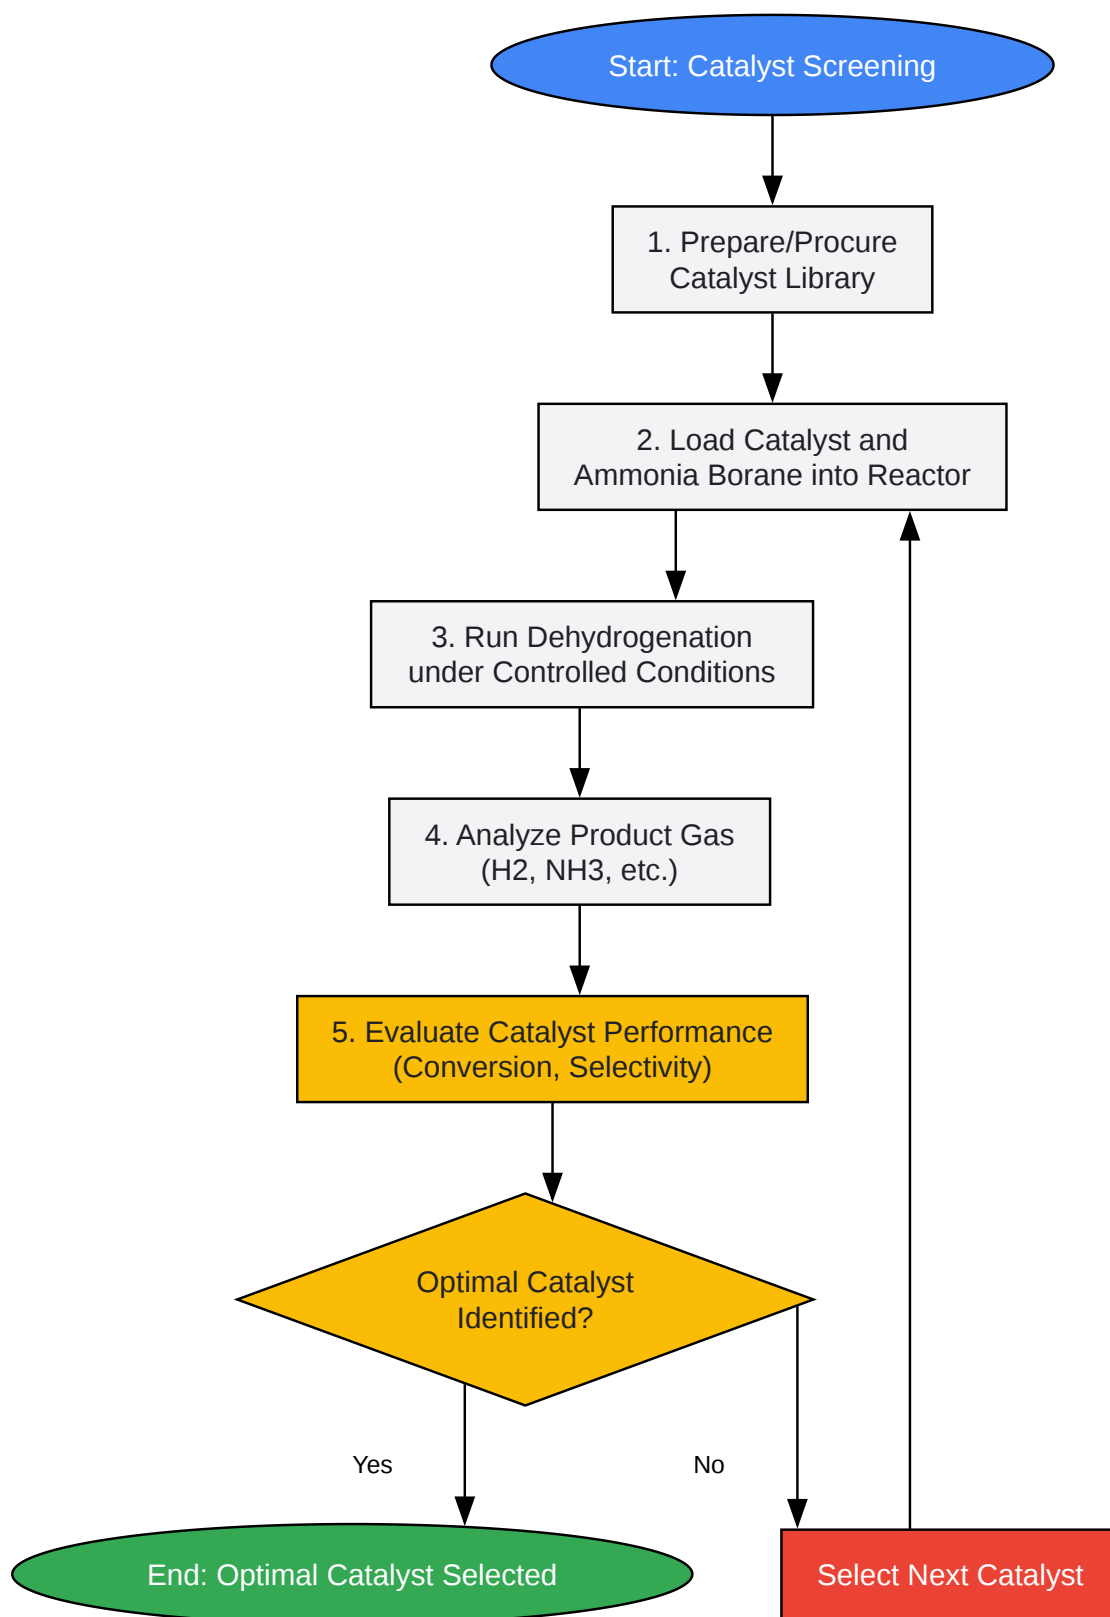 Start: Catalyst Screening
1. Prepare/Procure
Catalyst Library
2. Load Catalyst and
Ammonia Borane into Reactor
3. Run Dehydrogenation
under Controlled Conditions
4. Analyze Product Gas
(H2, NH3, etc.)
5. Evaluate Catalyst Performance
(Conversion, Selectivity)
Optimal Catalyst
Identified?
Yes
No
End: Optimal Catalyst Selected
Select Next Catalyst